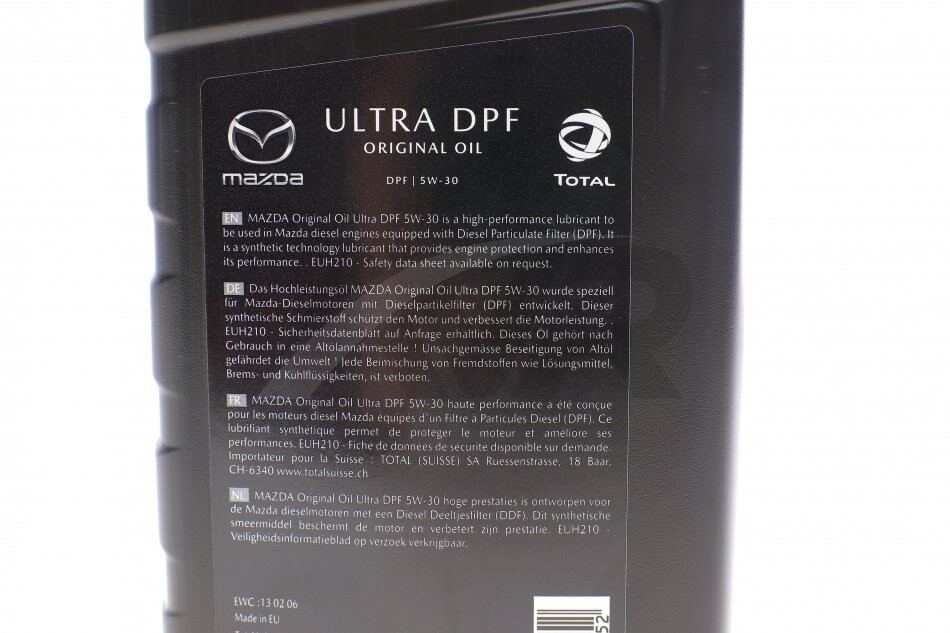 ULTRA DPF
ORIGINAL OIL
mazda
DPF | 5W-30
TOTAL
EN MAZDA Original Oil Ultra DPF 5W-30 is a high-performance lubricant to
be used in Mazda diesel engines equipped with Diesel Particulate Filter (DPF). It
is a synthetic technology lubricant that provides engine protection and enhances
its performance. . EUH210 - Safety data sheet available on request.
DE Das Hochleistungsöl MAZDA Original Oil Ultra DPF 5W-30 wurde speziell
für Mazda-Dieselmotoren mit Dieselpartikelfilter (DPF) entwickelt. Dieser
synthetische Schmierstoff schützt den Motor und verbessert die Motorleistung. .
EUH210 - Sicherheitsdatenblatt auf Anfrage erhältlich. Dieses Öl gehört nach
Gebrauch in eine Altölannahmestelle ! Unsachgemässe Beseitigung von Altöl
gefährdet die Umwelt ! Jede Beimischung von Fremdstoffen wie Lösungsmittel,
Brems- und Kühlflüssigkeiten, ist verboten.
FR MAZDA Original Oil Ultra DPF 5W-30 haute performance a été conçue
pour les moteurs diesel Mazda équipés d'un Filtre à Particules Diesel (DPF). Ce
lubrifiant synthétique permet de protéger le moteur et améliore ses
performances. EUH210 - Fiche de données de sécurité disponible sur demande.
Importateur pour la Suisse : TOTAL (SUISSE) SA Ruessenstrasse, 18 Baar,
CH-6340 www.totalsuisse.ch
NL MAZDA Original Oil Ultra DPF 5W-30 hoge prestaties is ontworpen voor
de Mazda dieselmotoren met een Diesel Deeltjesfilter (DDF). Dit synthetische
smeermiddel beschermt de motor en verbetert zijn prestatie. EUH210 -
Veiligheidsinformatieblad op verzoek verkrijgbaar.
EWC :13 02 06
Made in EU
52